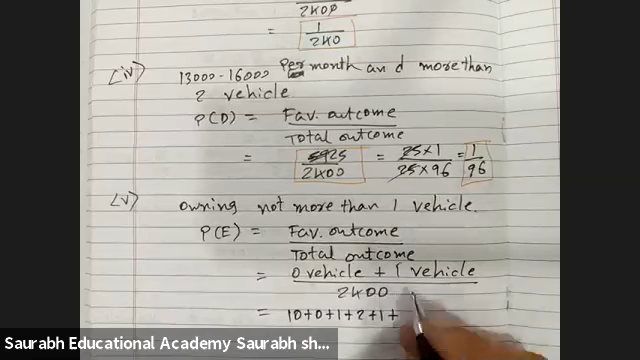 2400
= 1
240
(iv) 13000-16000 per month and more than
2 vehicle
P(D) = Fav. outcome
Total outcome
= 25 = 25×1 = 1
2400 25×96 96
(v) owning not more than 1 vehicle.
P(E) = Fav. outcome
Total outcome
= 0 vehicle + 1 vehicle
2400
= 10+0+1+2+1+
Saurabh Educational Academy Saurabh sh...